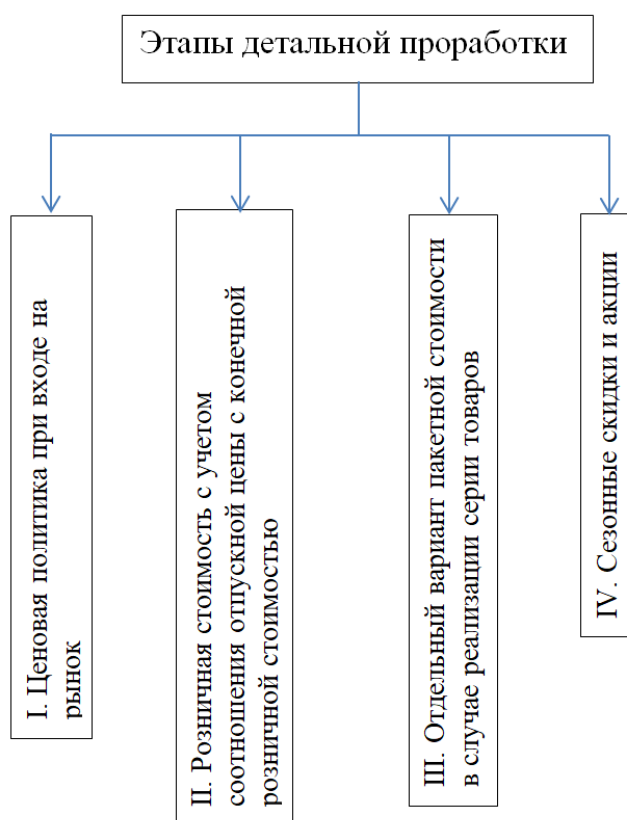 Этапы детальной проработки
I. Ценовая политика при входе на
рынок
II. Розничная стоимость с учетом
соотношения отпускной цены с конечной
розничной стоимостью
III. Отдельный вариант пакетной стоимости
в случае реализации серии товаров
IV. Сезонные скидки и акции